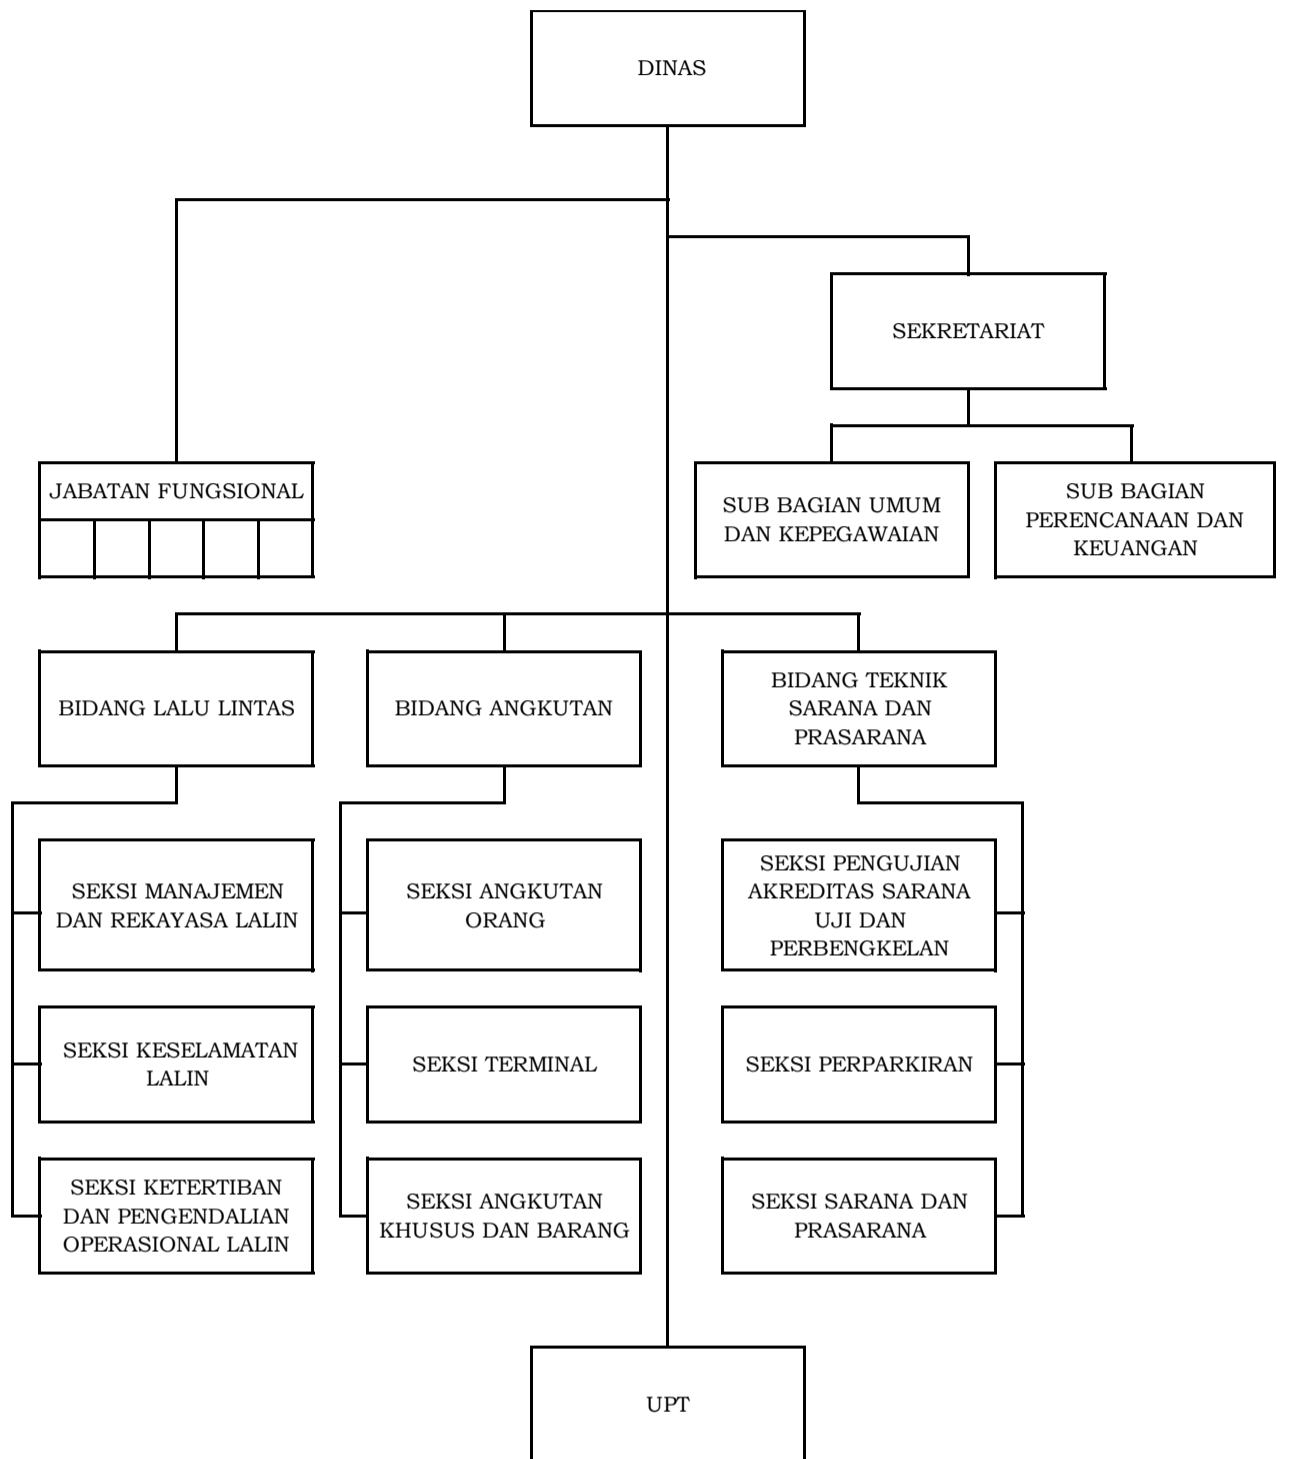 DINAS
SEKRETARIAT
JABATAN FUNGSIONAL
SUB BAGIAN UMUM
DAN KEPEGAWAIAN
SUB BAGIAN
PERENCANAAN DAN
KEUANGAN
BIDANG LALU LINTAS
BIDANG ANGKUTAN
BIDANG TEKNIK
SARANA DAN
PRASARANA
SEKSI MANAJEMEN
DAN REKAYASA LALIN
SEKSI ANGKUTAN
ORANG
SEKSI PENGUJIAN
AKREDITAS SARANA
UJI DAN
PERBENGKELAN
SEKSI KESELAMATAN
LALIN
SEKSI TERMINAL
SEKSI PERPARKIRAN
SEKSI KETERTIBAN
DAN PENGENDALIAN
OPERASIONAL LALIN
SEKSI ANGKUTAN
KHUSUS DAN BARANG
SEKSI SARANA DAN
PRASARANA
UPT